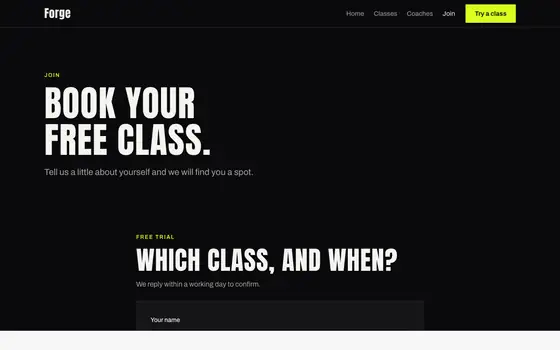 Forge
Home Classes Coaches Join Try a class
JOIN
BOOK YOUR
FREE CLASS.
Tell us a little about yourself and we will find you a spot.
FREE TRIAL
WHICH CLASS, AND WHEN?
We reply within a working day to confirm.
Your name